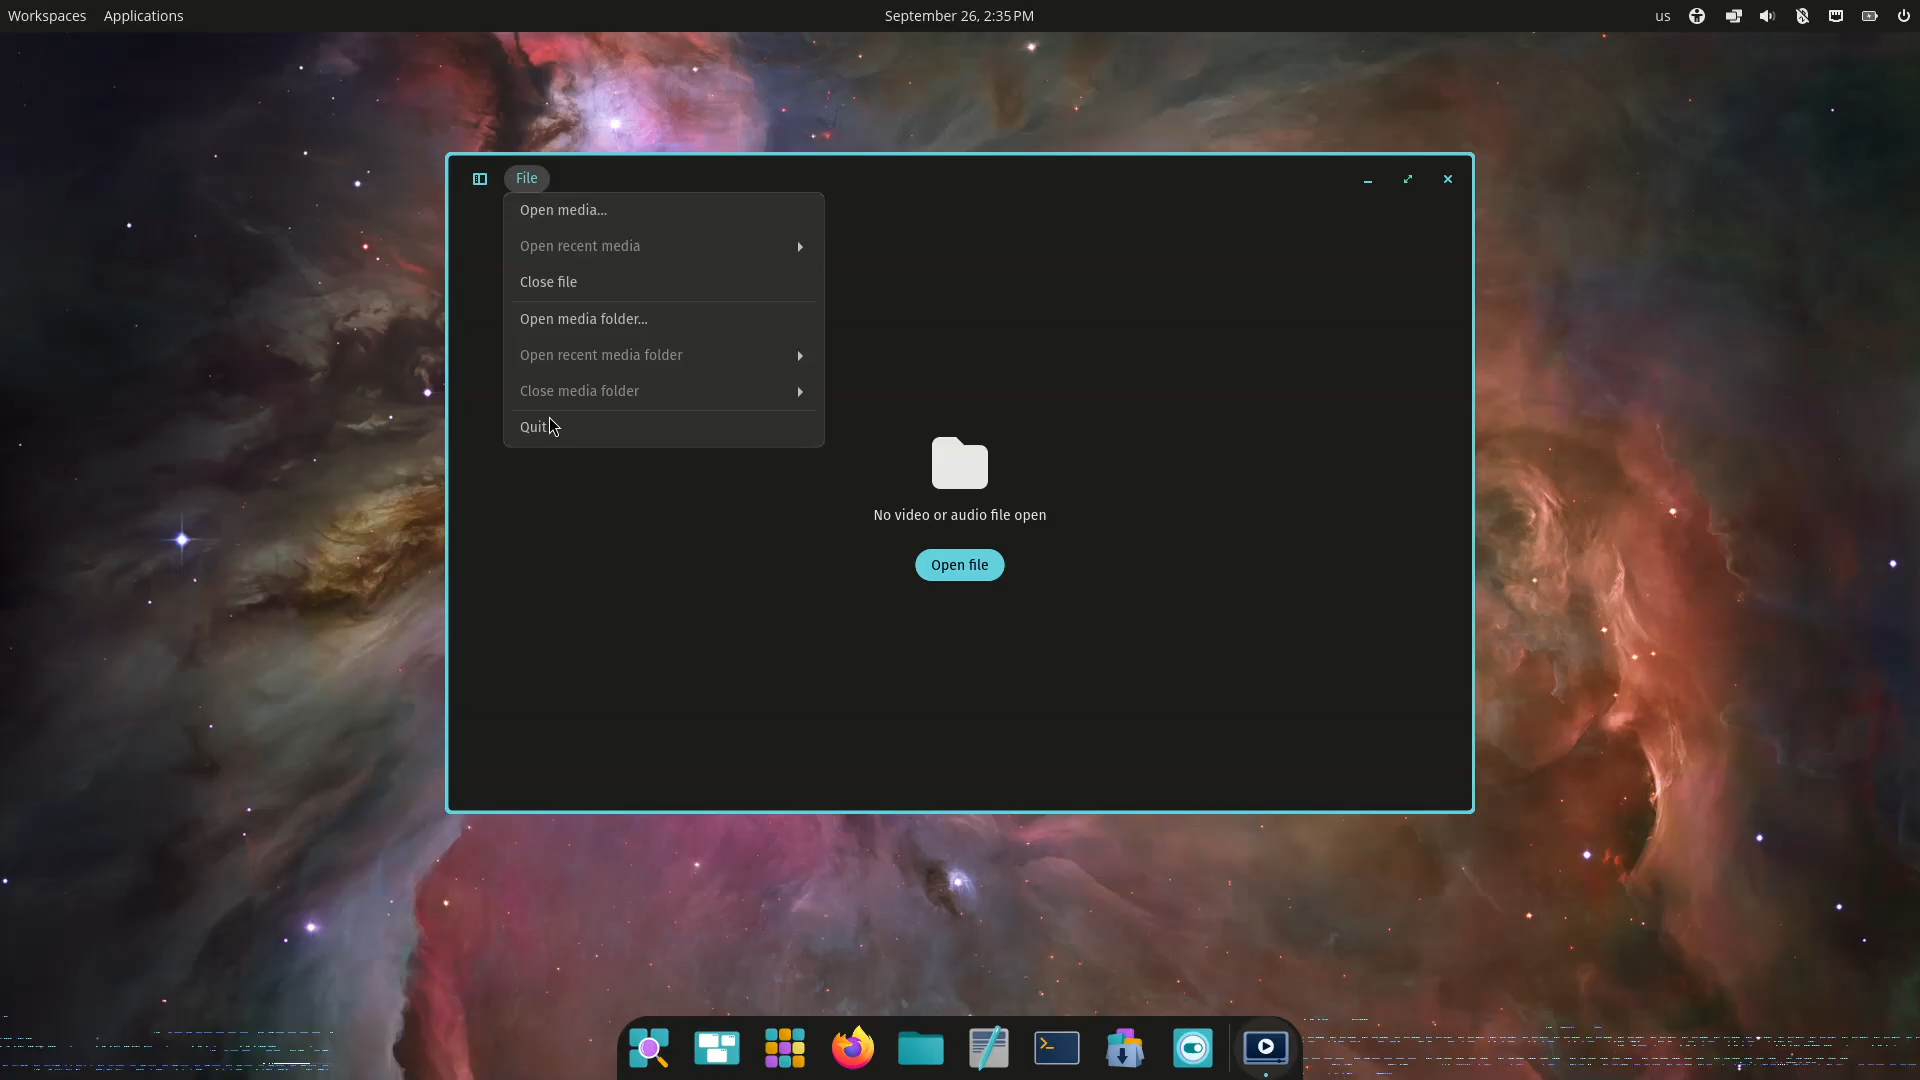 Workspaces Applications September 26, 2:35 PM us
File
Open media...
Open recent media
Close file
Open media folder...
Open recent media folder
Close media folder
Quit
No video or audio file open
Open file